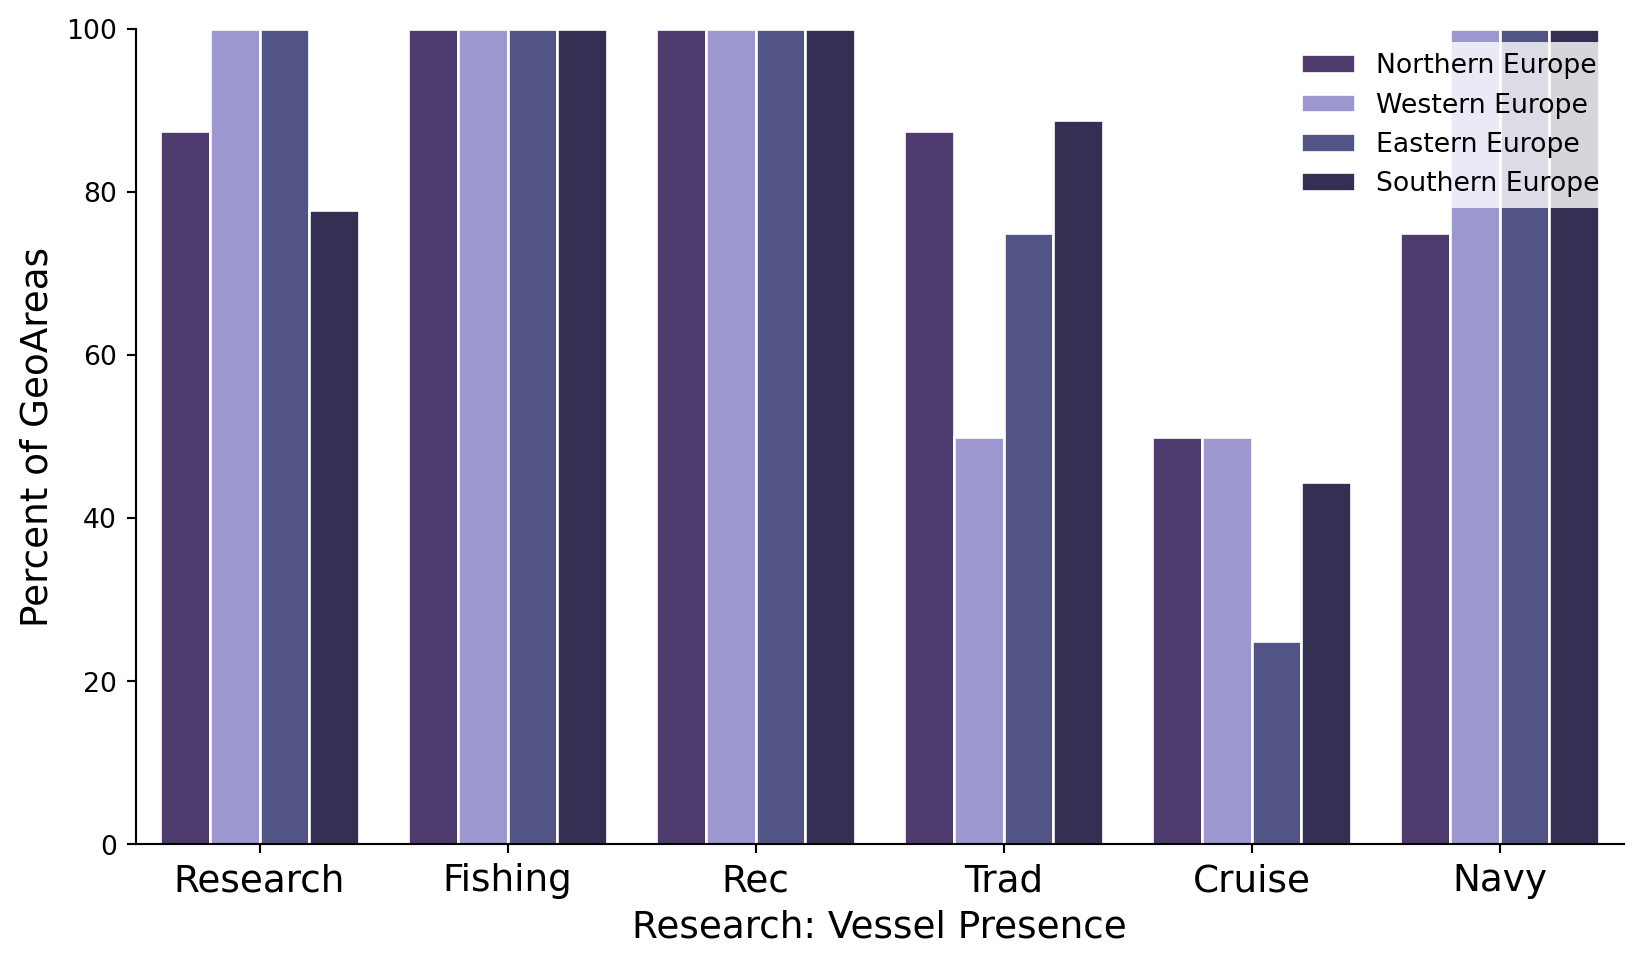 100
80
60
40
20
0
Percent of GeoAreas
Northern Europe
Western Europe
Eastern Europe
Southern Europe
Research
Fishing
Rec
Trad
Cruise
Navy
Research: Vessel Presence